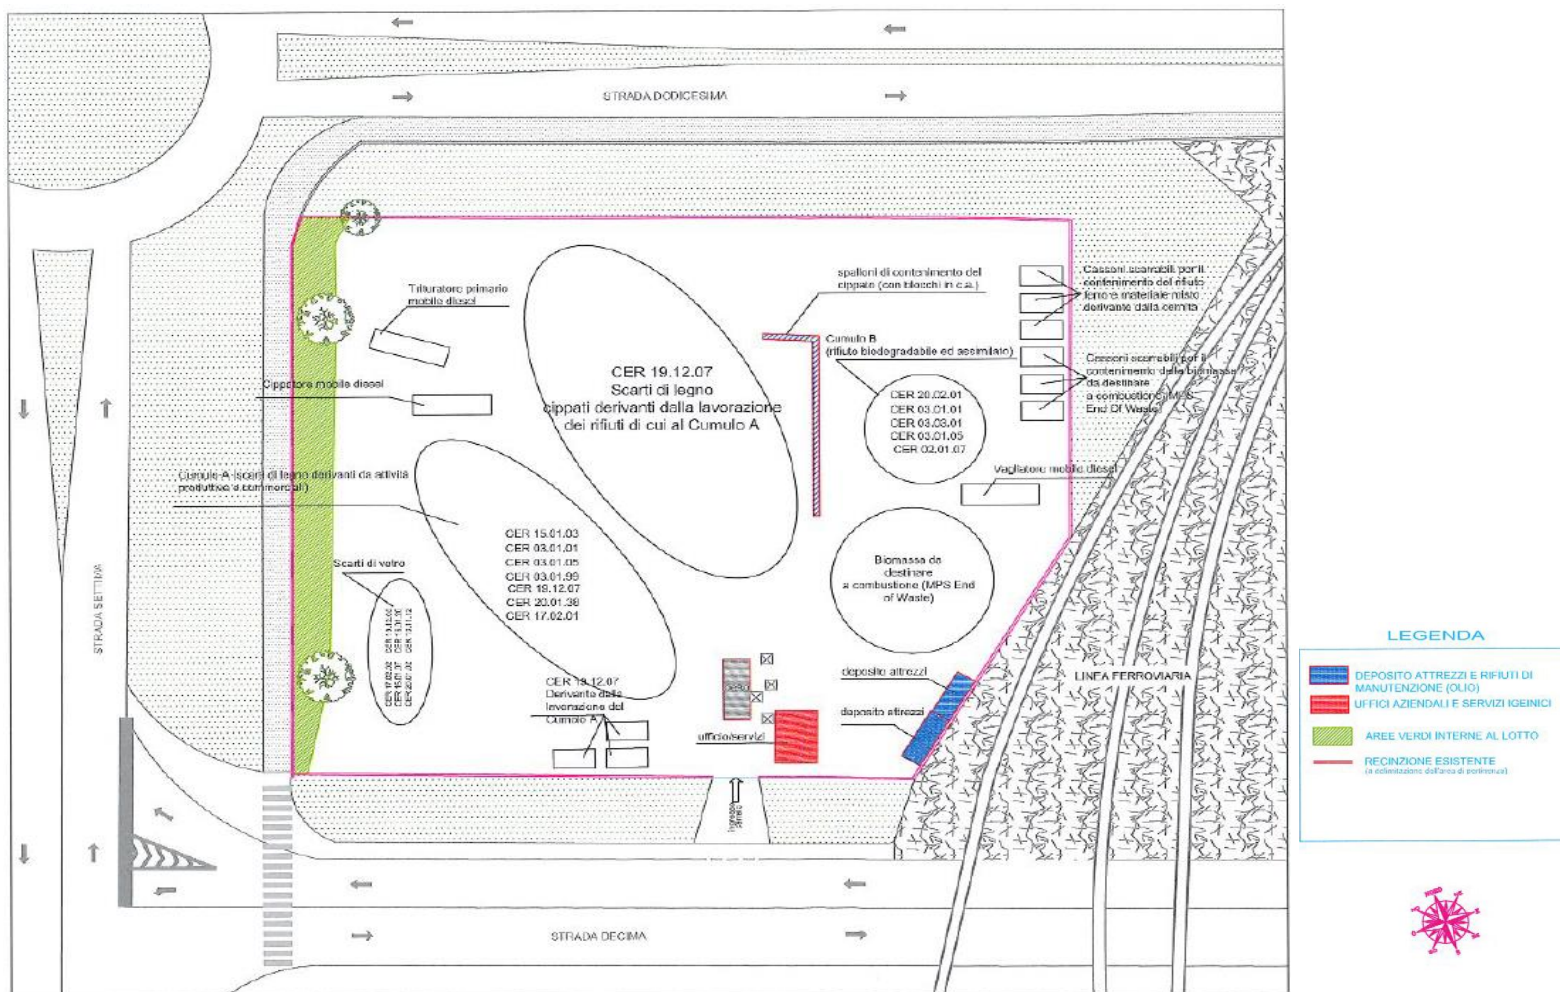 STRADA DODICESIMA
STRADA SETTIMA
Trituratore primario
mobile diesel
Cippatore mobile diesel
CER 19.12.07
Scarti di legno
cippati derivanti dalla lavorazione
dei rifiuti di cui al Cumulo A
spalloni di contenimento del
cippato (con blocchi in c.a.)
Cumulo B
(rifiuto biodegradabile ed assimilato)
CER 20.02.01
CER 03.01.01
CER 03.03.01
CER 03.01.05
CER 02.01.07
Cassoni scarrabili per il
contenimento del rifiuto
ferro e materiale misto
derivante dalla cernita
Cassoni scarrabili per il
contenimento della biomassa
da destinare
a combustione (MPS
End Of Waste)
Vagliatore mobile diesel
Cumulo A (scarti di legno derivanti da attività
produttive e commerciali)
CER 15.01.03
CER 03.01.01
CER 03.01.05
CER 03.01.99
CER 19.12.07
CER 20.01.38
CER 17.02.01
Biomassa da
destinare
a combustione (MPS End
of Waste)
Scarti di vetro
CER 19.12.07
Derivante dalla
lavorazione del
Cumulo A
ufficio/servizi
deposito attrezzi
deposito attrezzi
LINEA FERROVIARIA
STRADA DECIMA
LEGENDA
DEPOSITO ATTREZZI E RIFIUTI DI
MANUTENZIONE (OLIO)
UFFICI AZIENDALI E SERVIZI IGEINICI
AREE VERDI INTERNE AL LOTTO
RECINZIONE ESISTENTE
(a delimitazione dell'area di pertinenza)